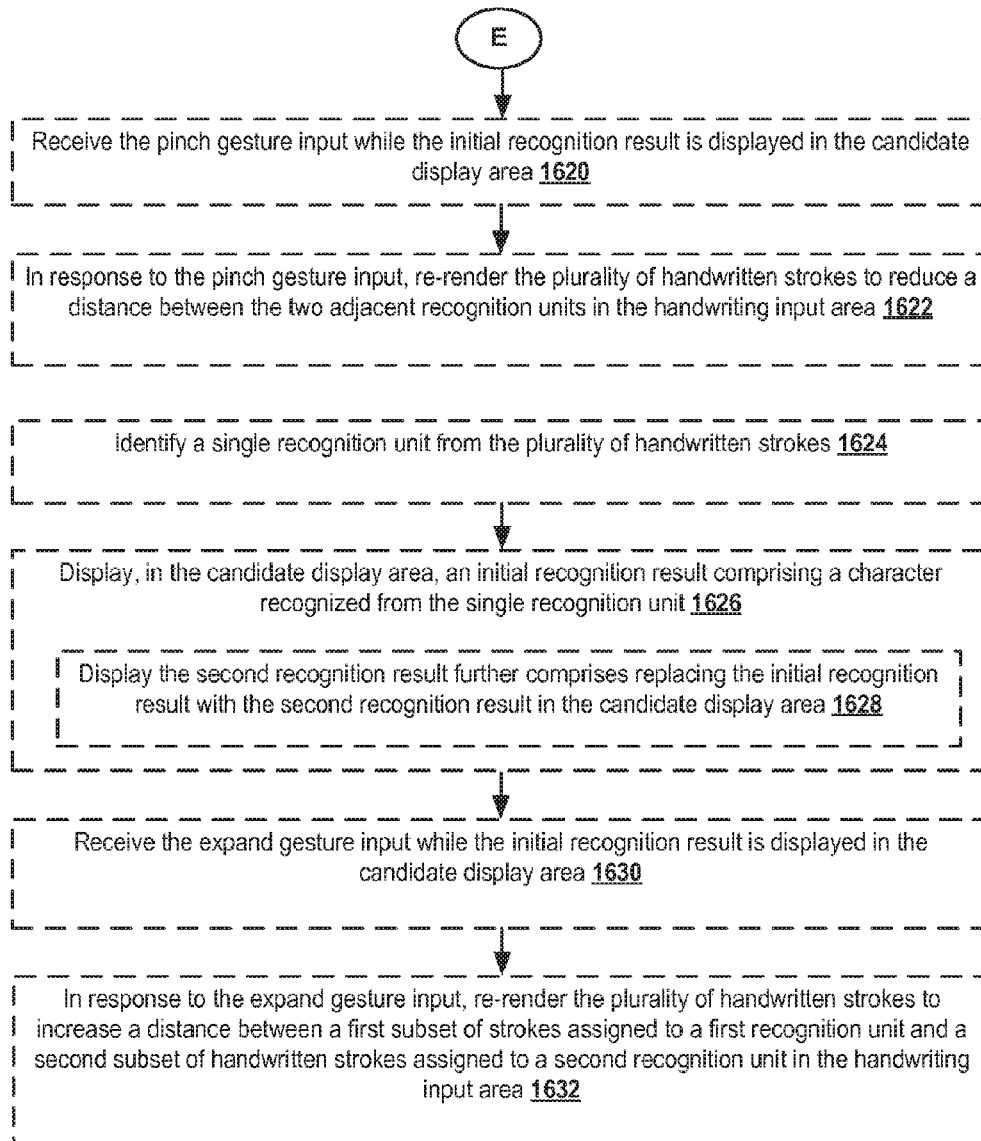 E
Receive the pinch gesture input while the initial recognition result is displayed in the candidate
display area 1620
In response to the pinch gesture input, re-render the plurality of handwritten strokes to reduce a
distance between the two adjacent recognition units in the handwriting input area 1622
Identify a single recognition unit from the plurality of handwritten strokes 1624
Display, in the candidate display area, an initial recognition result comprising a character
recognized from the single recognition unit 1626
Display the second recognition result further comprises replacing the initial recognition
result with the second recognition result in the candidate display area 1628
Receive the expand gesture input while the initial recognition result is displayed in the
candidate display area 1630
In response to the expand gesture input, re-render the plurality of handwritten strokes to
increase a distance between a first subset of strokes assigned to a first recognition unit and a
second subset of handwritten strokes assigned to a second recognition unit in the handwriting
input area 1632